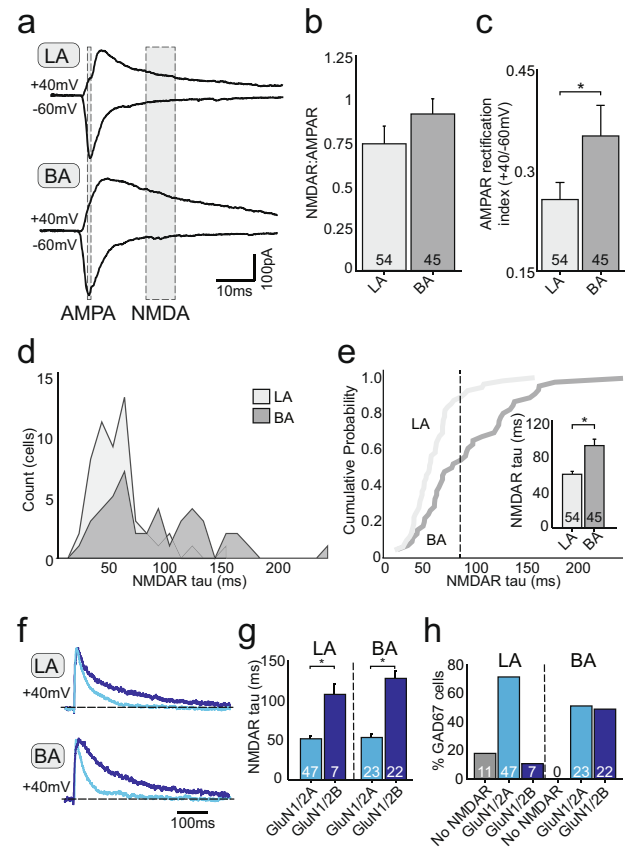 a
LA
+40mV
-60mV
BA
+40mV
-60mV
10ms
100pA
AMPA NMDA
b
NMDAR:AMPAR
1.25
1
0.75
0.5
0.25
0
54 45
LA BA
c
AMPAR rectification
index (+40/-60mV)
0.45
0.3
0.15
*
54 45
LA BA
d
Count (cells)
15
10
5
0
LA
BA
50 100 150 200
NMDAR tau (ms)
e
Cumulative Probability
1.0
0.8
0.6
0.4
0.2
0
LA
BA
0 50 100 150 200
NMDAR tau (ms)
NMDAR tau (ms)
120
80
40
0
*
54 45
LA BA
f
LA
+40mV
BA
+40mV
100ms
g
LA BA
NMDAR tau (ms)
150
100
50
0
* *
47 7 23 22
GluN1/2A GluN1/2B GluN1/2A GluN1/2B
h
LA BA
% GAD67 cells
80
60
40
20
0
11 47 7 0 23 22
No NMDAR GluN1/2A GluN1/2B No NMDAR GluN1/2A GluN1/2B